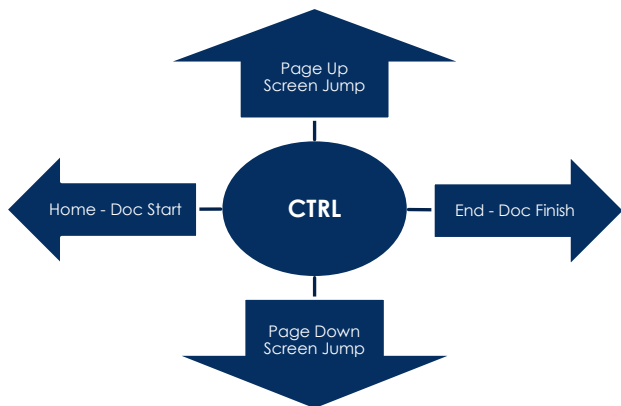 Page Up
Screen Jump
Home - Doc Start
CTRL
End - Doc Finish
Page Down
Screen Jump